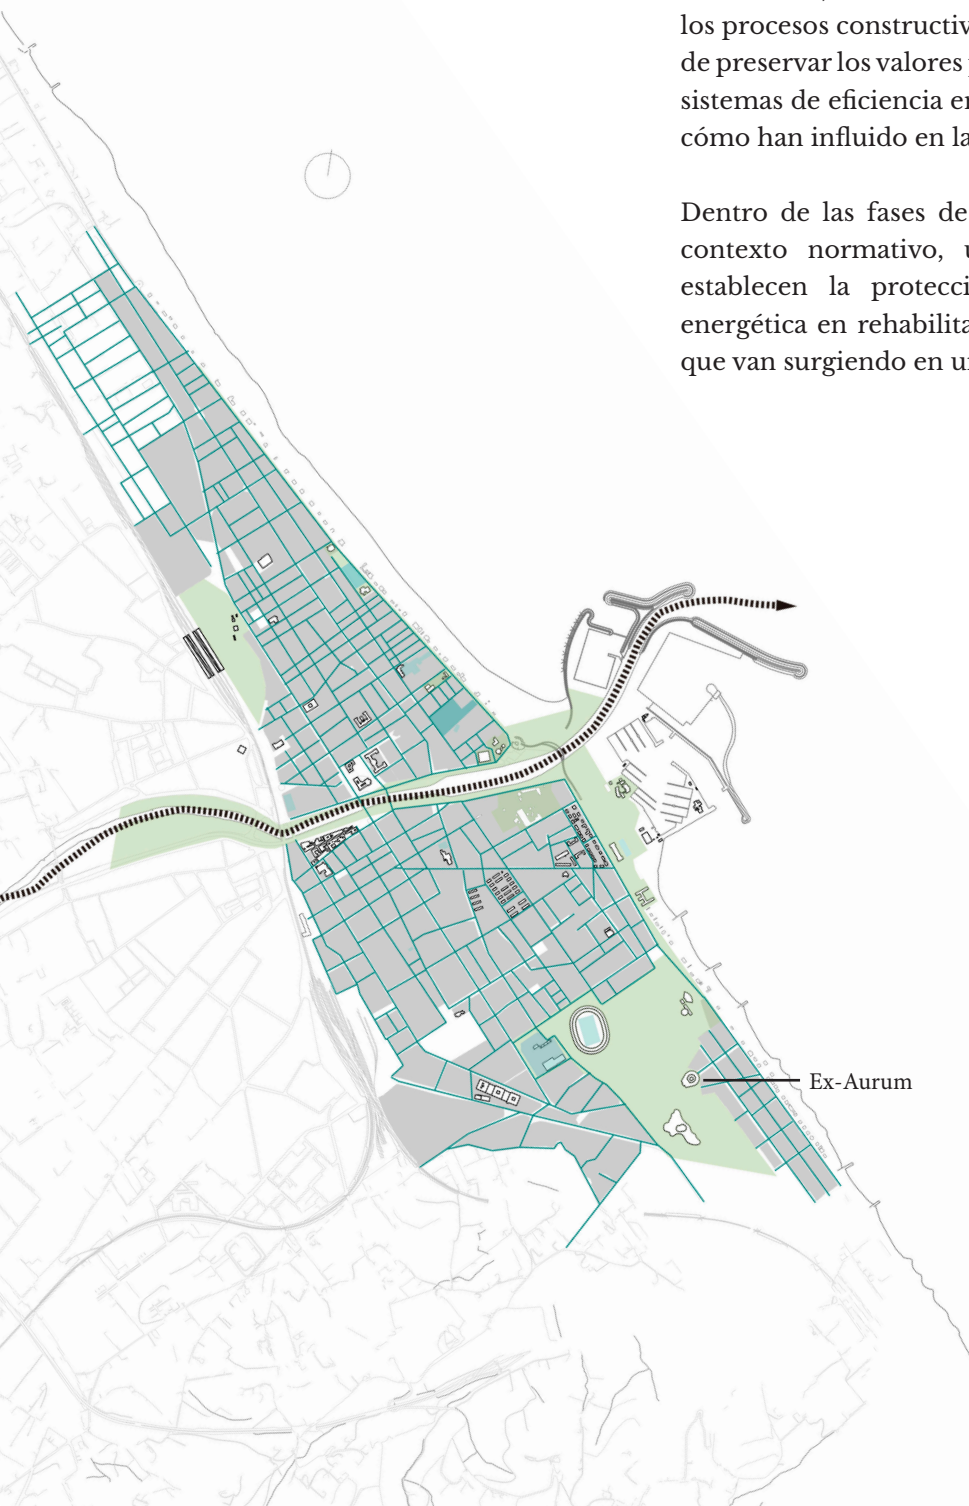 los procesos constructiv
de preservar los valores
sistemas de eficiencia
cómo han influido en la
Dentro de las fases de
contexto normativo,
establecen la protecci
energética en rehabilita
que van surgiendo en
Ex-Aurum